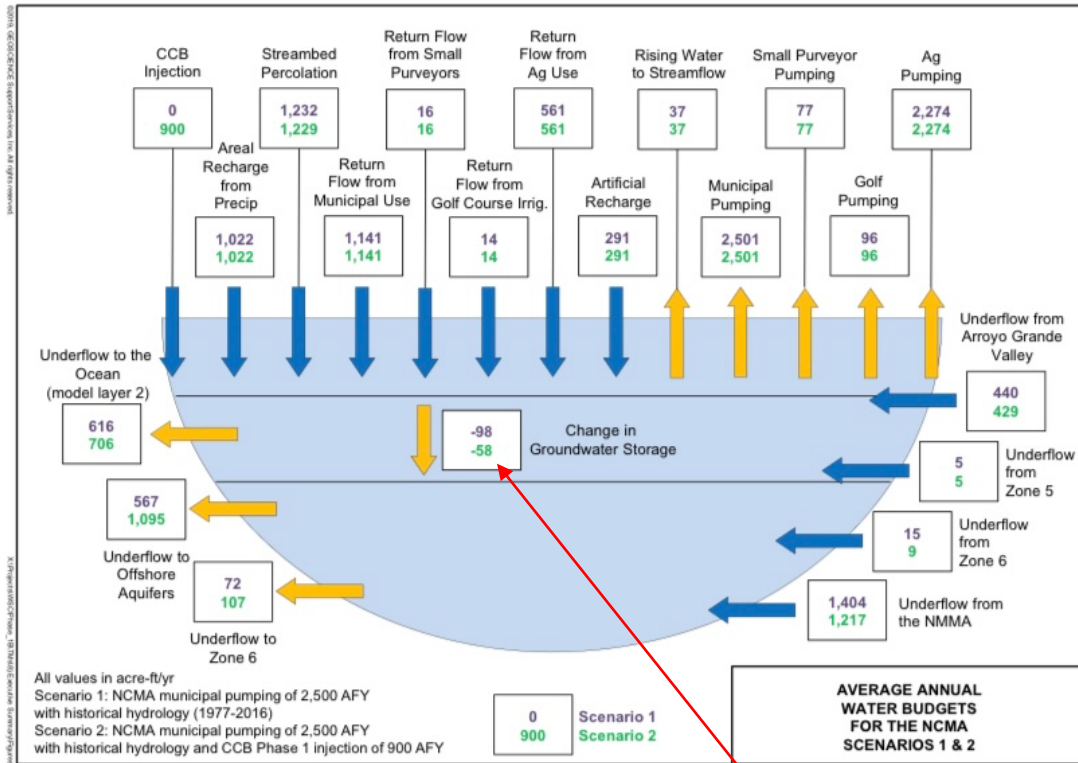 CCB
Injection
0
900
Streambed
Percolation
1,232
1,229
Return Flow
from Small
Purveyors
16
16
Return
Flow from
Ag Use
561
561
Rising Water
to Streamflow
37
37
Small Purveyor
Pumping
77
77
Ag
Pumping
2,274
2,274
Areal
Recharge
from
Precip
1,022
1,022
Return
Flow from
Municipal Use
1,141
1,141
Return
Flow from
Golf Course Irrig.
14
14
Artificial
Recharge
291
291
Municipal
Pumping
2,501
2,501
Golf
Pumping
96
96
Underflow to the
Ocean
(model layer 2)
616
706
Underflow from
Arroyo Grande
Valley
440
429
-98
-58
Change in
Groundwater Storage
5
5
Underflow
from
Zone 5
567
1,095
Underflow to
Offshore
Aquifers
15
9
Underflow
from
Zone 6
72
107
Underflow to
Zone 6
1,404
1,217
Underflow from
the NMMA
All values in acre-ft/yr
Scenario 1: NCMA municipal pumping of 2,500 AFY
with historical hydrology (1977-2016)
Scenario 2: NCMA municipal pumping of 2,500 AFY
with historical hydrology and CCB Phase 1 injection of 900 AFY
0 Scenario 1
900 Scenario 2
AVERAGE ANNUAL
WATER BUDGETS
FOR THE NCMA
SCENARIOS 1 & 2
©2019, GEOSCIENCE Support Services, Inc. All rights reserved.